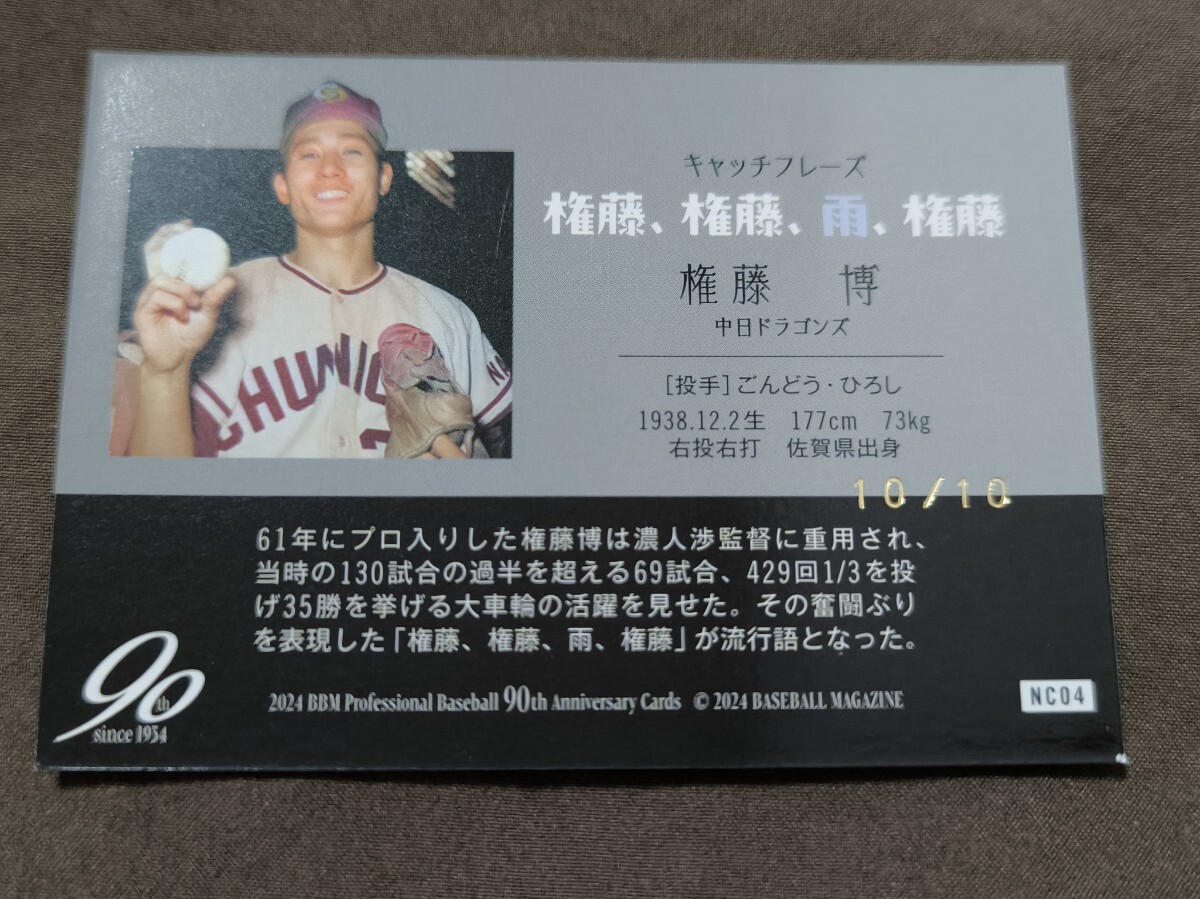 キャッチフレーズ
権藤、権藤、雨、権藤
権藤 博
中日ドラゴンズ
[投手]ごんどう・ひろし
1938.12.2生 177cm 73kg
右投右打 佐賀県出身
10/10
CHUNIC
61年にプロ入りした権藤博は濃人渉監督に重用され、
当時の130試合の過半を超える69試合、429回1/3を投
げ35勝を挙げる大車輪の活躍を見せた。その奮闘ぶり
を表現した「権藤、権藤、雨、権藤」が流行語となった。
90th
since 1934
2024 BBM Professional Baseball 90th Anniversary Cards © 2024 BASEBALL MAGAZINE
NC04